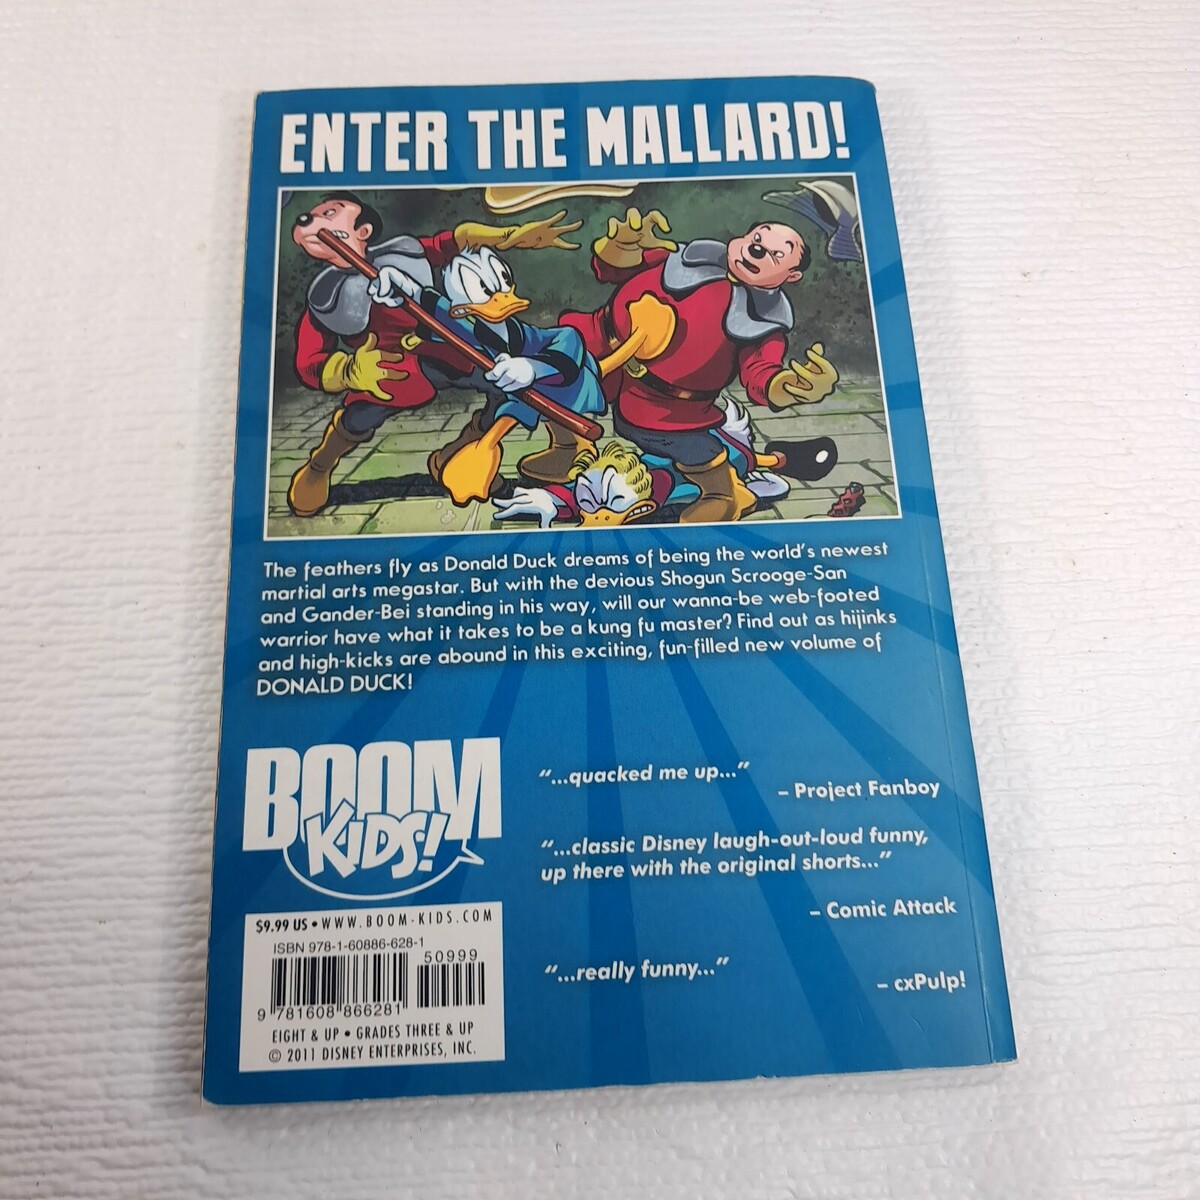 ENTER THE MALLARD!
The feathers fly as Donald Duck dreams of being the world's newest
martial arts megastar. But with the devious Shogun Scrooge-San
and Gander-Bei standing in his way, will our wanna-be web-footed
warrior have what it takes to be a kung fu master? Find out as hijinks
and high-kicks are abound in this exciting, fun-filled new volume of
DONALD DUCK!
BOOM
KIDS!
"...quacked me up..."
– Project Fanboy
"...classic Disney laugh-out-loud funny,
up there with the original shorts..."
– Comic Attack
"...really funny..."
– cxPulp!
$9.99 US • WWW.BOOM-KIDS.COM
ISBN 978-1-60886-628-1
50999
9 781608 866281
EIGHT & UP • GRADES THREE & UP
© 2011 DISNEY ENTERPRISES, INC.